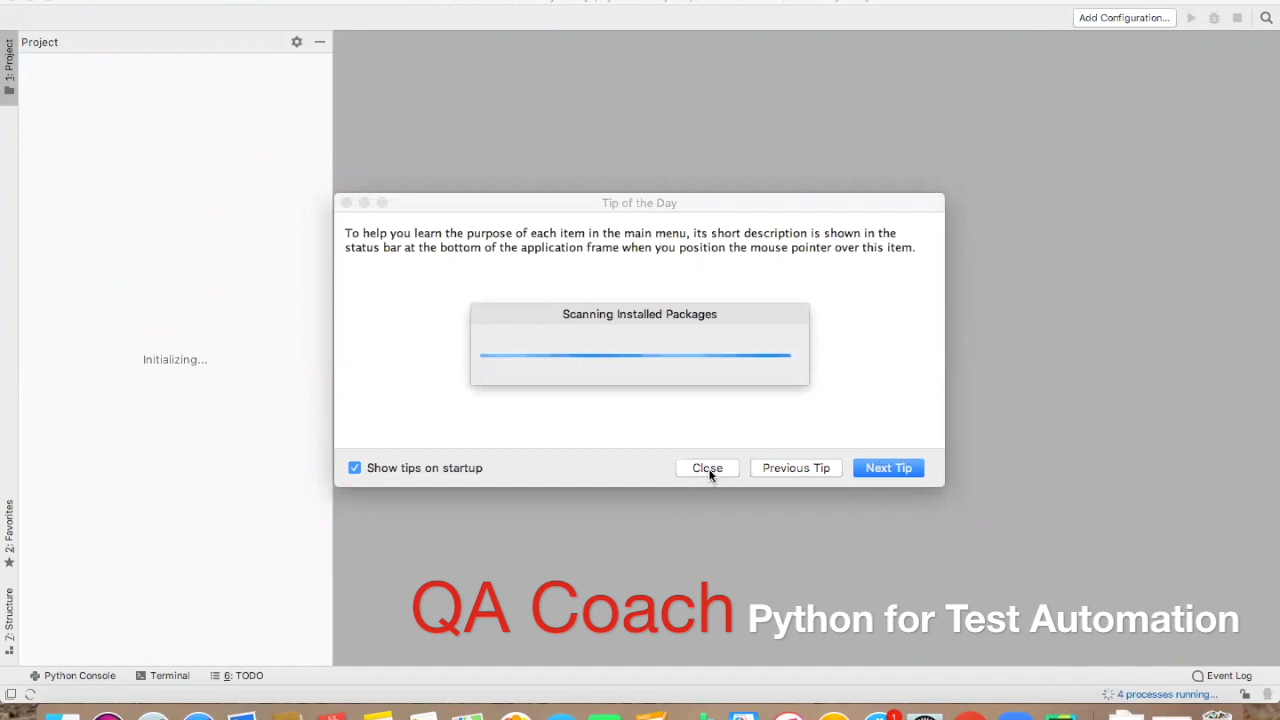 Add Configuration...
Project
1: Project
Tip of the Day
To help you learn the purpose of each item in the main menu, its short description is shown in the
status bar at the bottom of the application frame when you position the mouse pointer over this item.
Scanning Installed Packages
Initializing...
Show tips on startup
Close
Previous Tip
Next Tip
2: Favorites
7: Structure
QA Coach Python for Test Automation
Python Console
Terminal
6: TODO
Event Log
4 processes running...
1